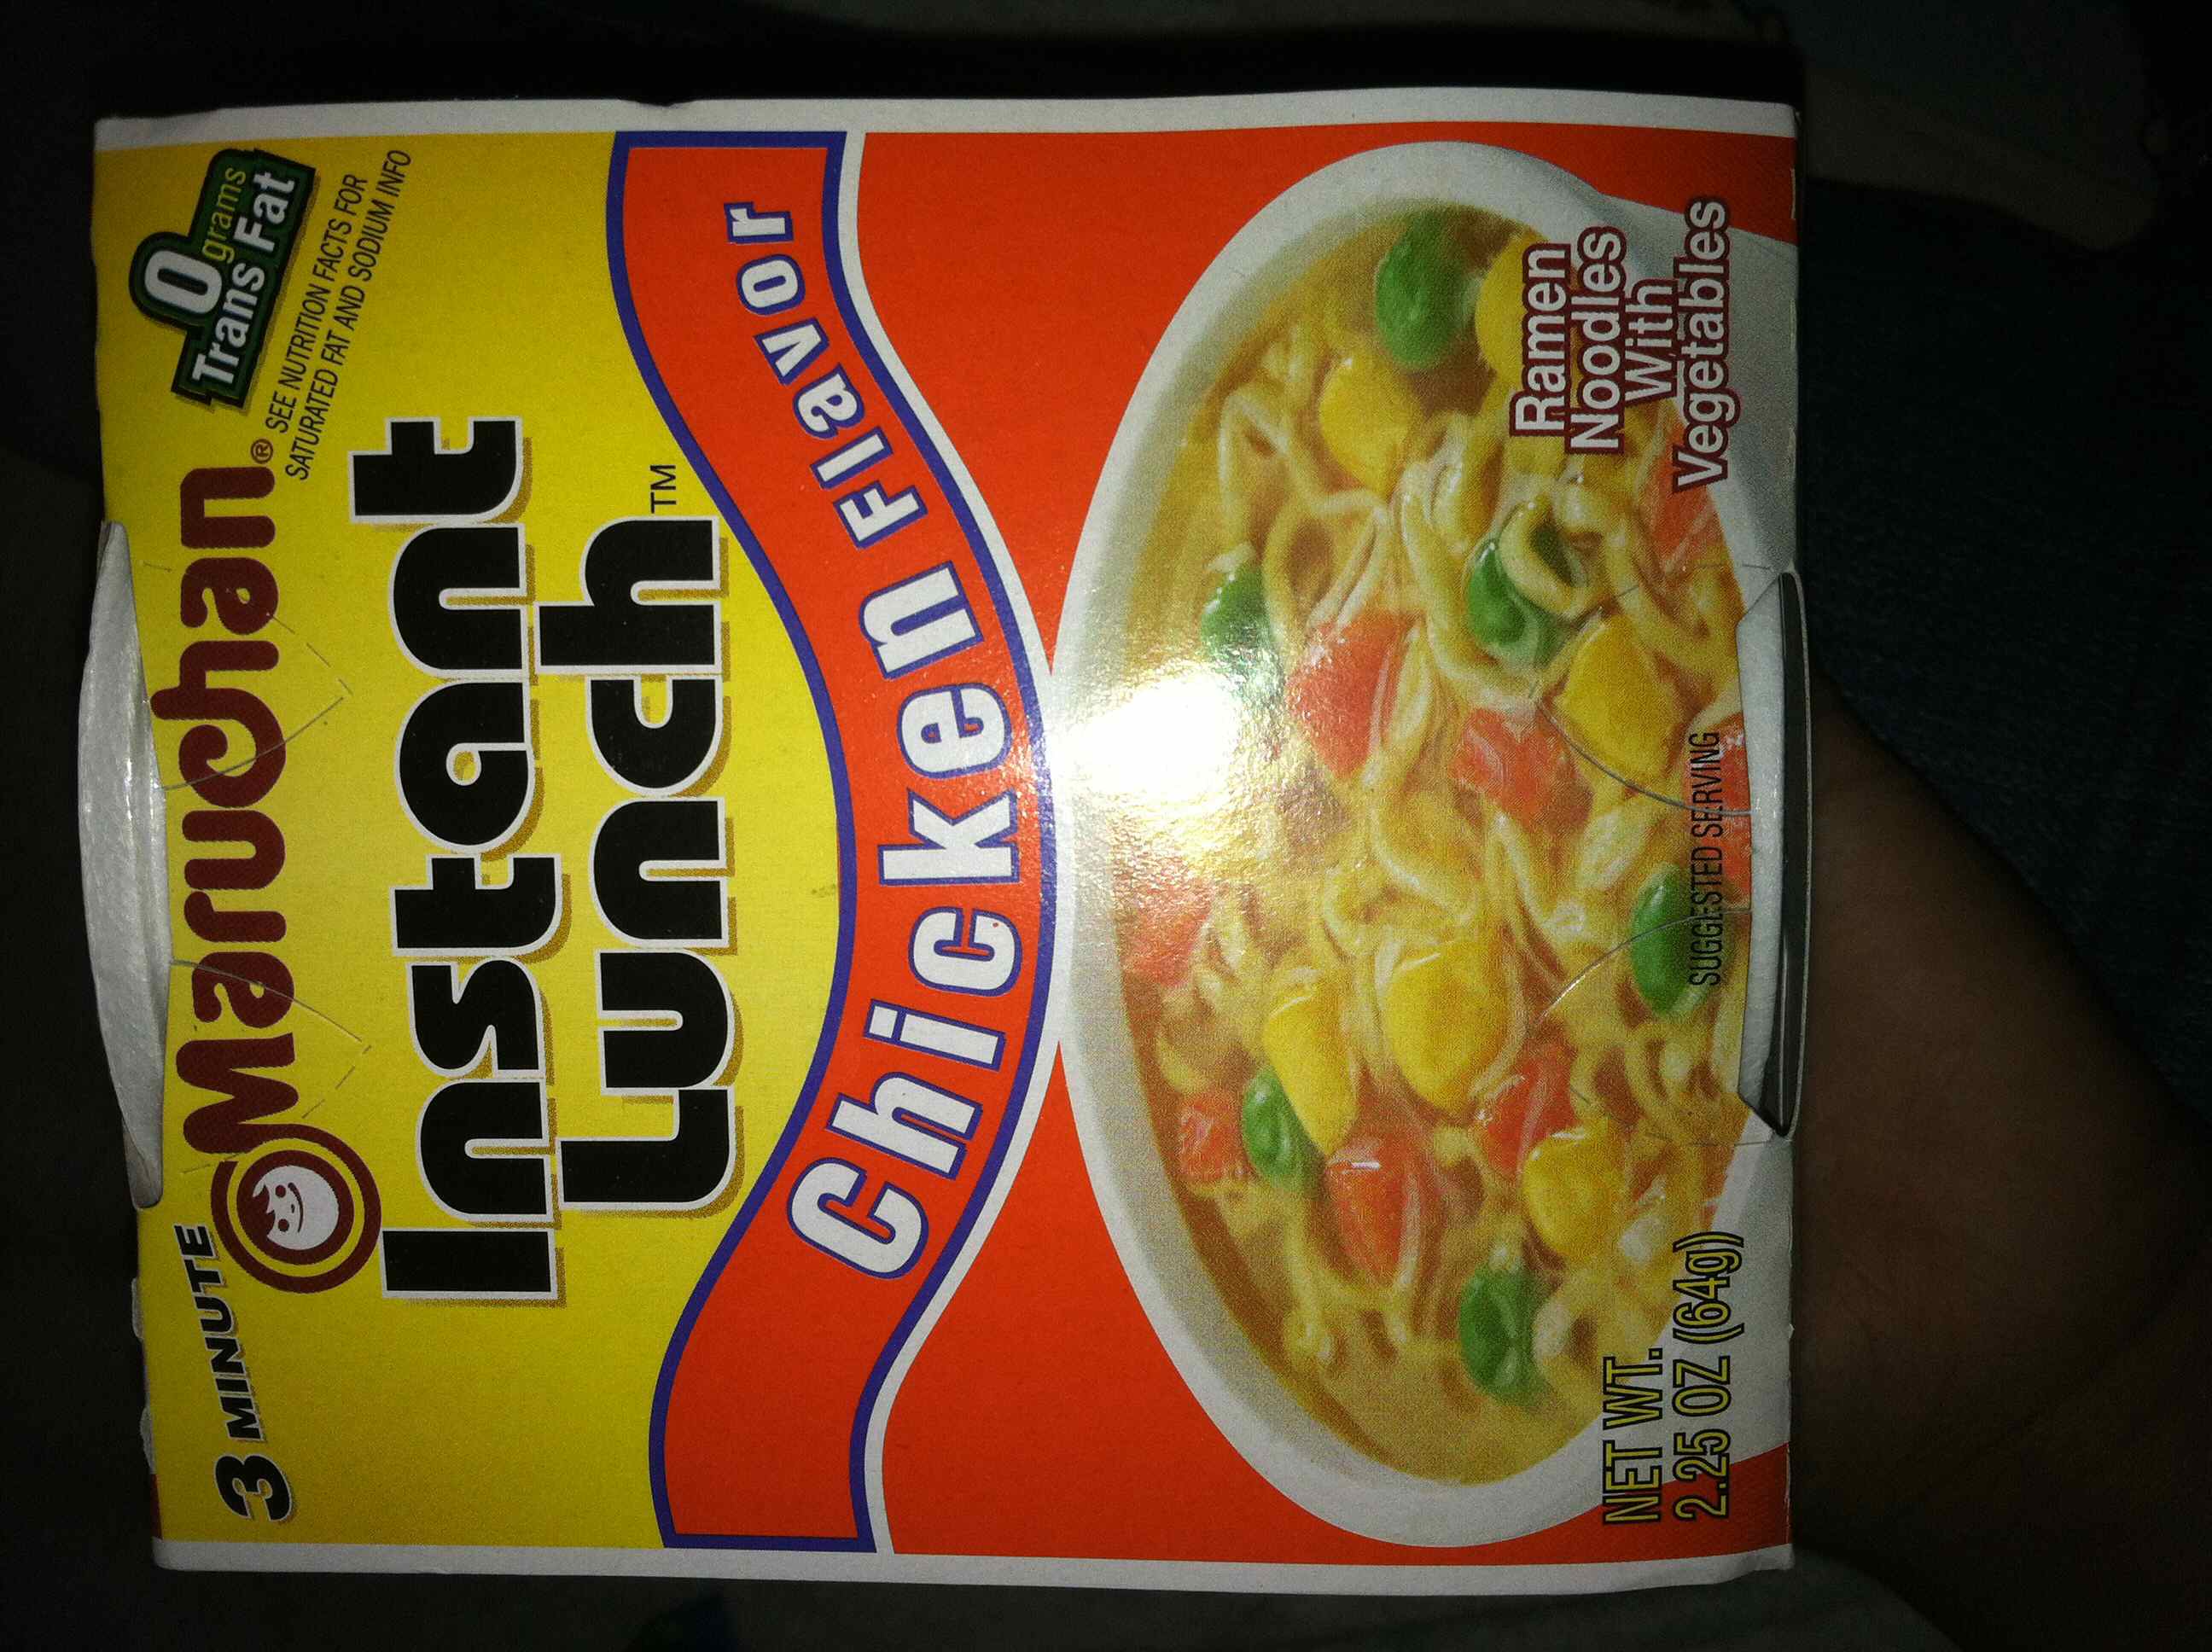 3 MINUTE
Maruchan®
0 grams
Trans Fat
SEE NUTRITION FACTS FOR
SATURATED FAT AND SODIUM INFO
Instant
Lunch™
Chicken Flavor
Ramen
Noodles
With
Vegetables
NET WT.
2.25 OZ (64g)
SUGGESTED SERVING